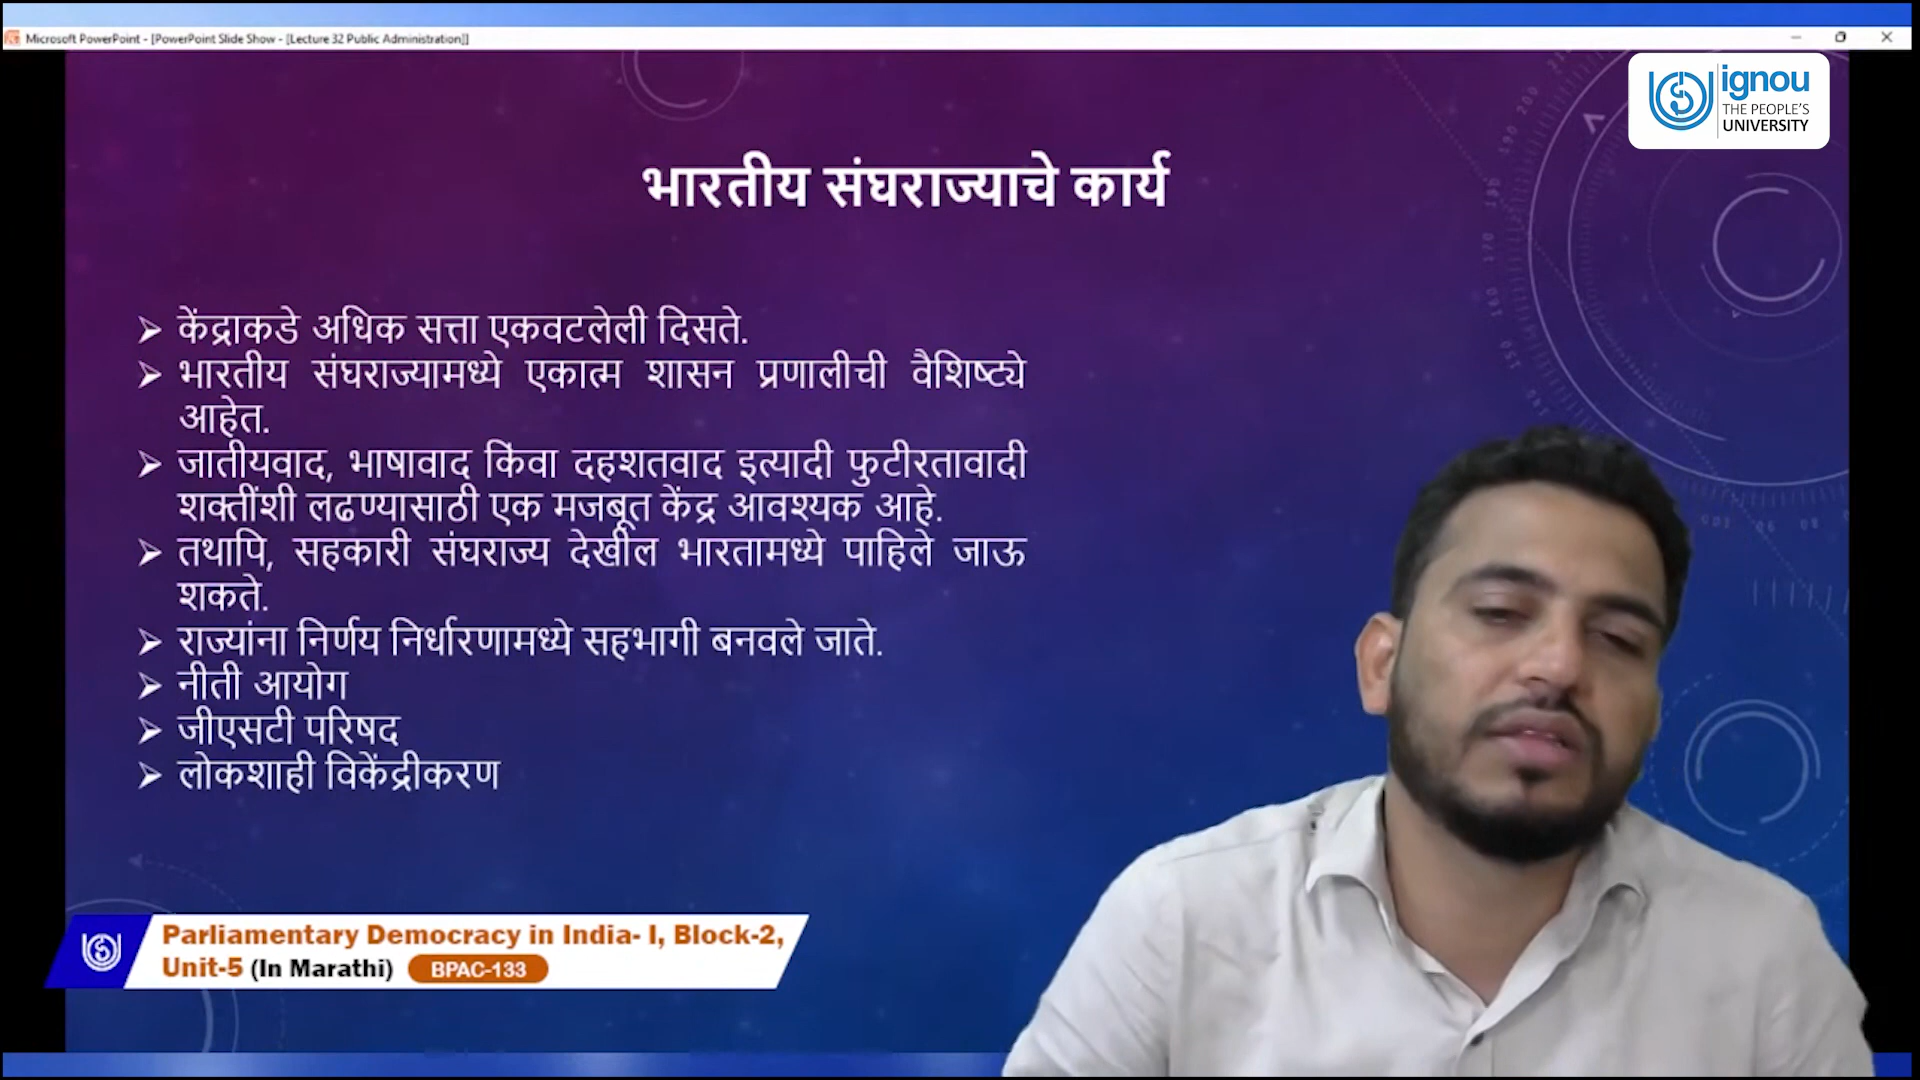 Microsoft PowerPoint - [PowerPoint Slide Show - [Lecture 32 Public Administration]]
ignou
THE PEOPLE'S
UNIVERSITY
भारतीय संघराज्याचे कार्य
➢ केंद्राकडे अधिक सत्ता एकवटलेली दिसते.
➢ भारतीय संघराज्यामध्ये एकात्म शासन प्रणालीची वैशिष्ट्ये
आहेत.
➢ जातीयवाद, भाषावाद किंवा दहशतवाद इत्यादी फुटीरतावादी
शक्तींशी लढण्यासाठी एक मजबूत केंद्र आवश्यक आहे.
➢ तथापि, सहकारी संघराज्य देखील भारतामध्ये पाहिले जाऊ
शकते.
➢ राज्यांना निर्णय निर्धारणामध्ये सहभागी बनवले जाते.
➢ नीती आयोग
➢ जीएसटी परिषद
➢ लोकशाही विकेंद्रीकरण
Parliamentary Democracy in India- I, Block-2,
Unit-5 (In Marathi) BPAC-133